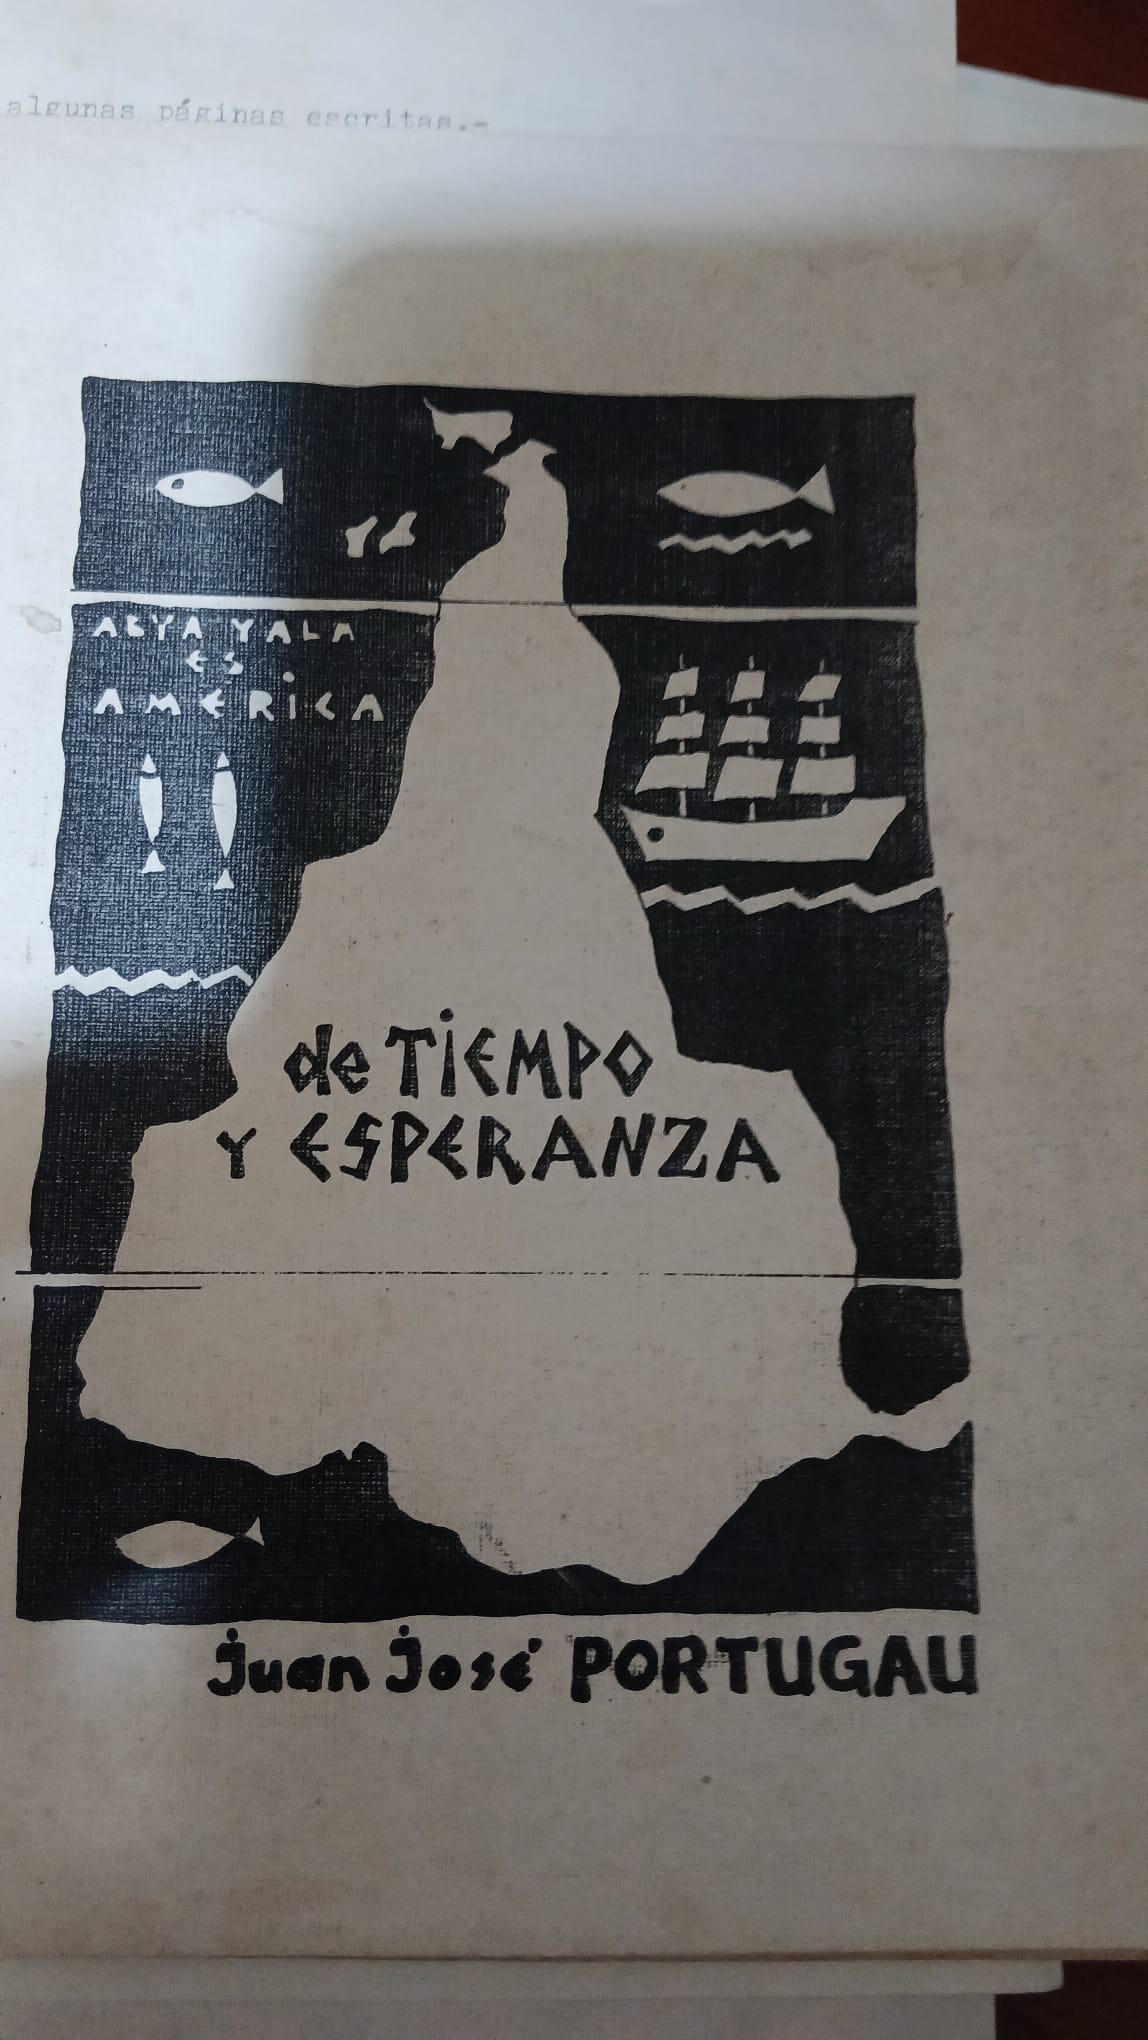 algunas páginas escritas.-
ABYA YALA
ES
AMERiCA
de TiEMPO
Y ESPERANZA
juan josé PORTUGAU